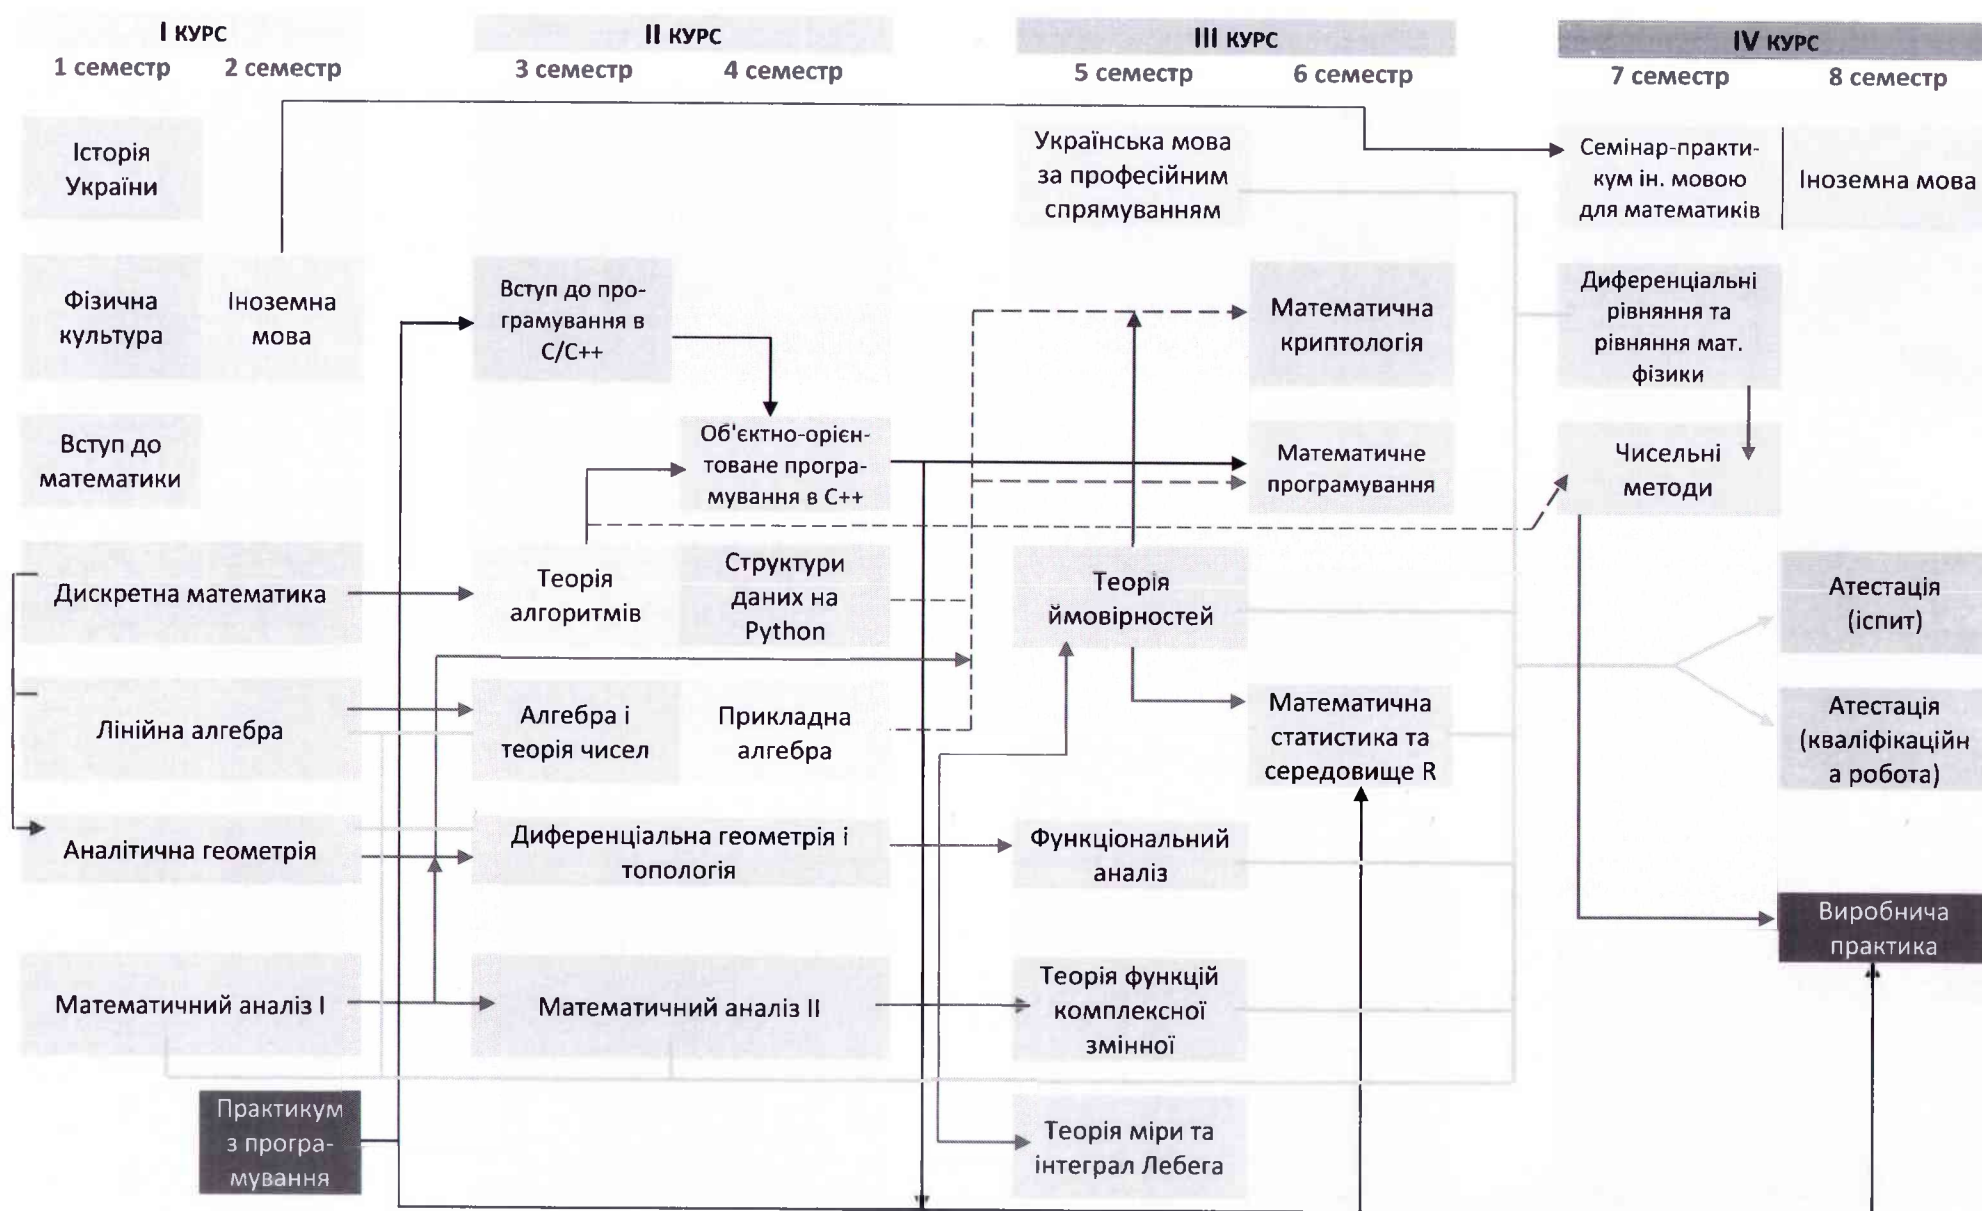 I КУРС
II КУРС
III КУРС
IV КУРС
1 семестр
2 семестр
3 семестр
4 семестр
5 семестр
6 семестр
7 семестр
8 семестр
Історія
України
Українська мова
за професійним
спрямуванням
Семінар-практи-
кум ін. мовою
для математиків
Іноземна мова
Фізична
культура
Іноземна
мова
Вступ до про-
грамування в
С/С++
Математична
криптологія
Диференціальні
рівняння та
рівняння мат.
фізики
Вступ до
математики
Об'єктно-орієн-
товане програ-
мування в С++
Математичне
програмування
Чисельні
методи
Дискретна математика
Теорія
алгоритмів
Структури
даних на
Python
Теорія
ймовірностей
Атестація
(іспит)
Лінійна алгебра
Алгебра і
теорія чисел
Прикладна
алгебра
Математична
статистика та
середовище R
Атестація
(кваліфікаційн
а робота)
Аналітична геометрія
Диференціальна геометрія і
топологія
Функціональний
аналіз
Виробнича
практика
Математичний аналіз І
Математичний аналіз ІІ
Теорія функцій
комплексної
змінної
Практикум
з програ-
мування
Теорія міри та
інтеграл Лебега